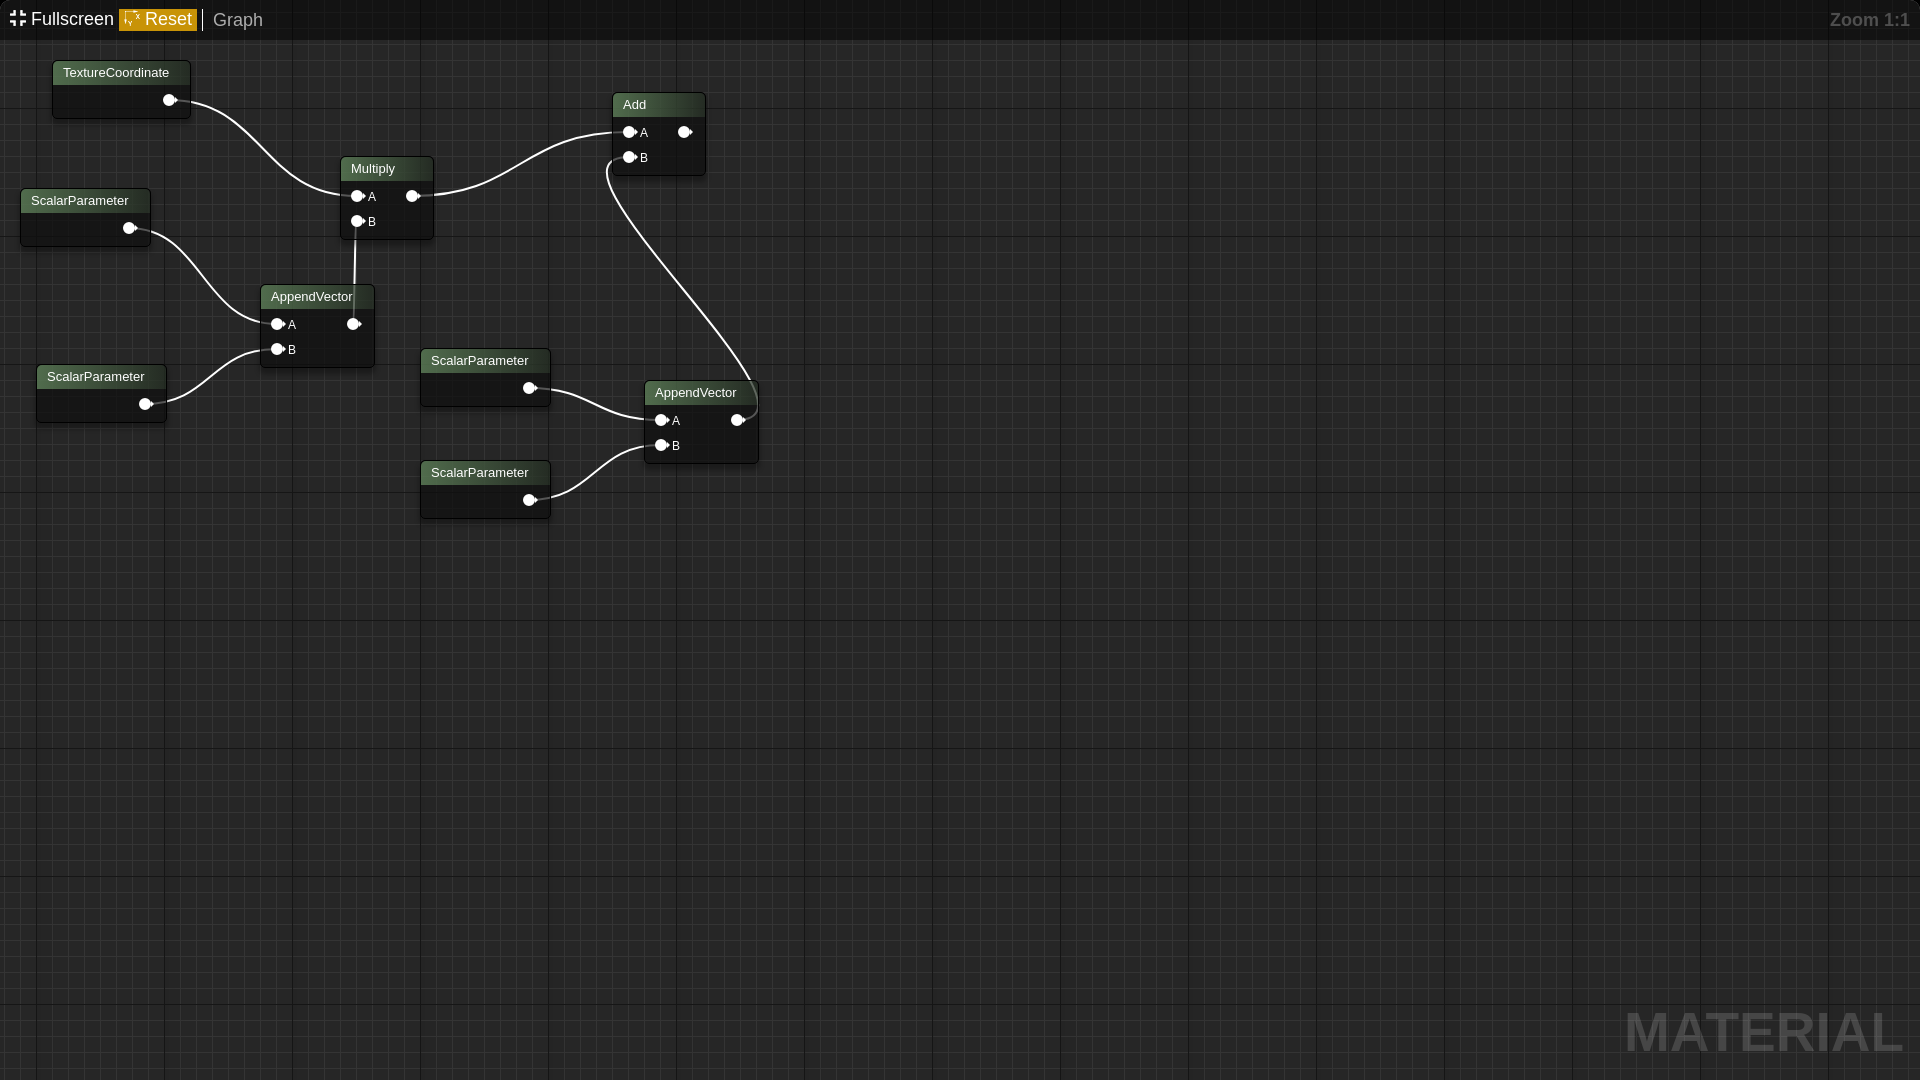 Fullscreen Reset Graph
Zoom 1:1
TextureCoordinate
Add
A
B
Multiply
A
B
ScalarParameter
AppendVector
A
B
ScalarParameter
ScalarParameter
AppendVector
A
B
ScalarParameter
MATERIAL